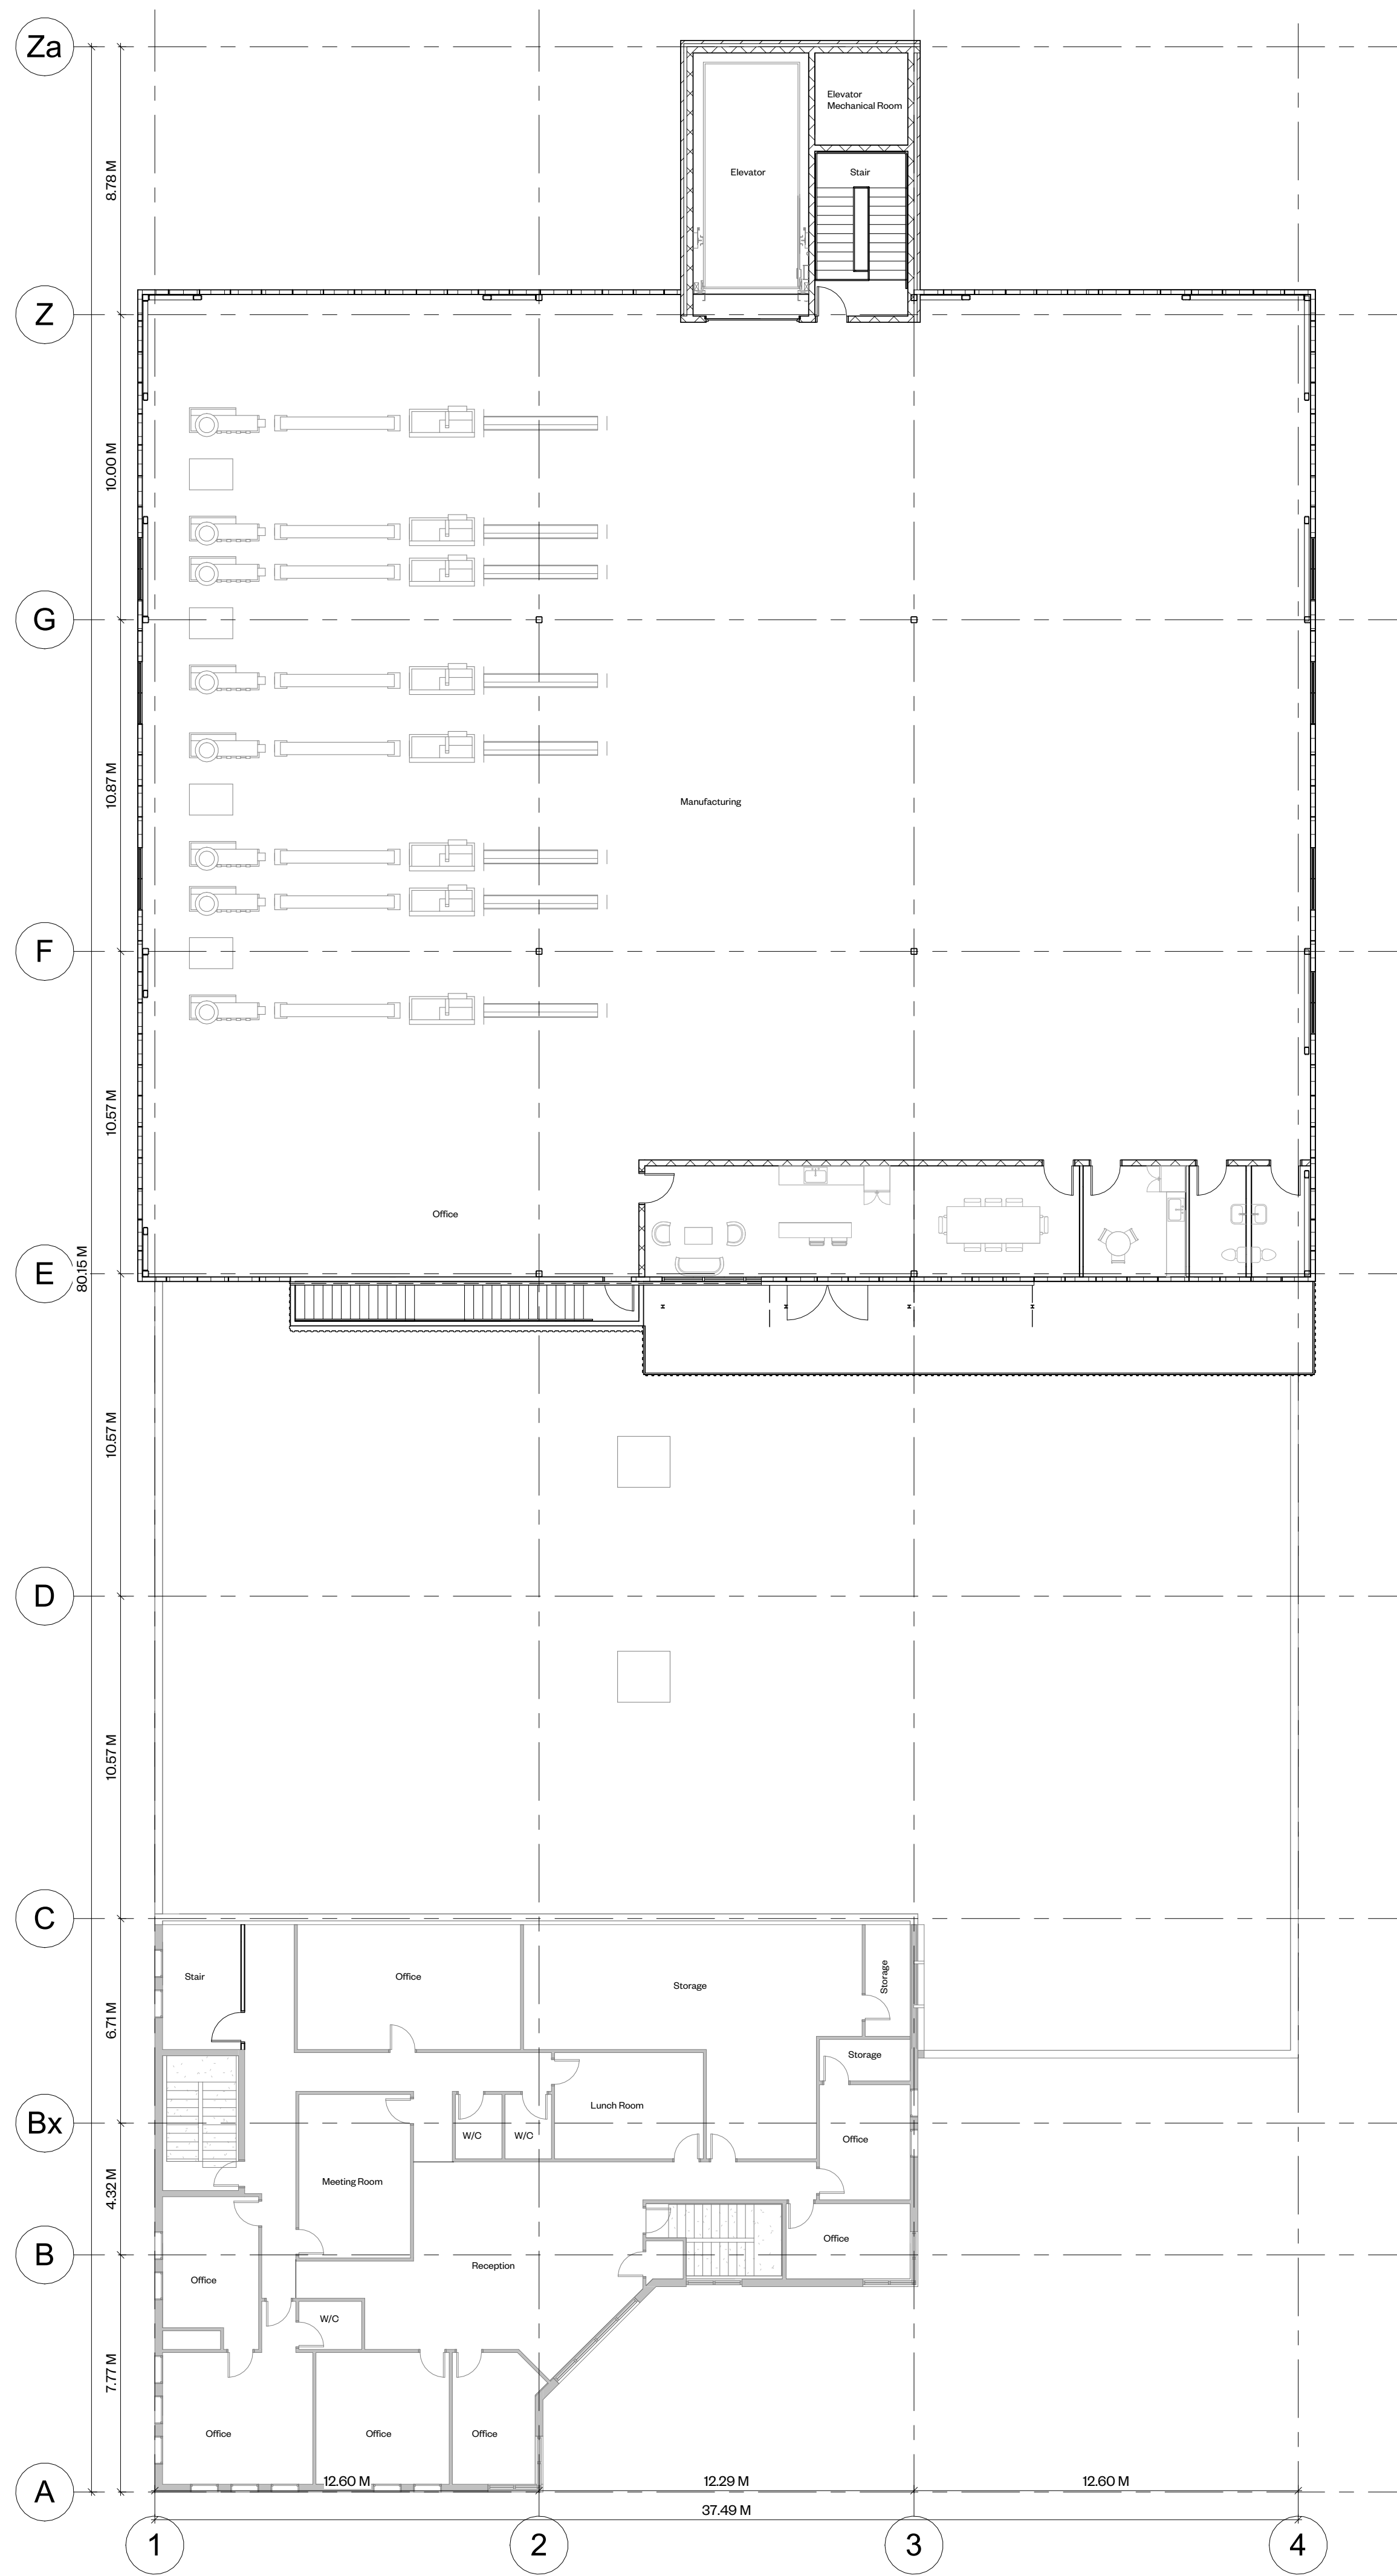 Za
Elevator
Mechanical Room
8.78 M
Elevator
Stair
Z
10.00 M
G
10.87 M
Manufacturing
F
10.57 M
Office
E
80.15 M
10.57 M
D
10.57 M
C
Stair
Office
Storage
Storage
6.71 M
Storage
Lunch Room
Bx
W/C
W/C
Office
Meeting Room
4.32 M
Office
B
Reception
Office
W/C
7.77 M
Office
Office
Office
A
12.60 M
12.29 M
12.60 M
37.49 M
1
2
3
4